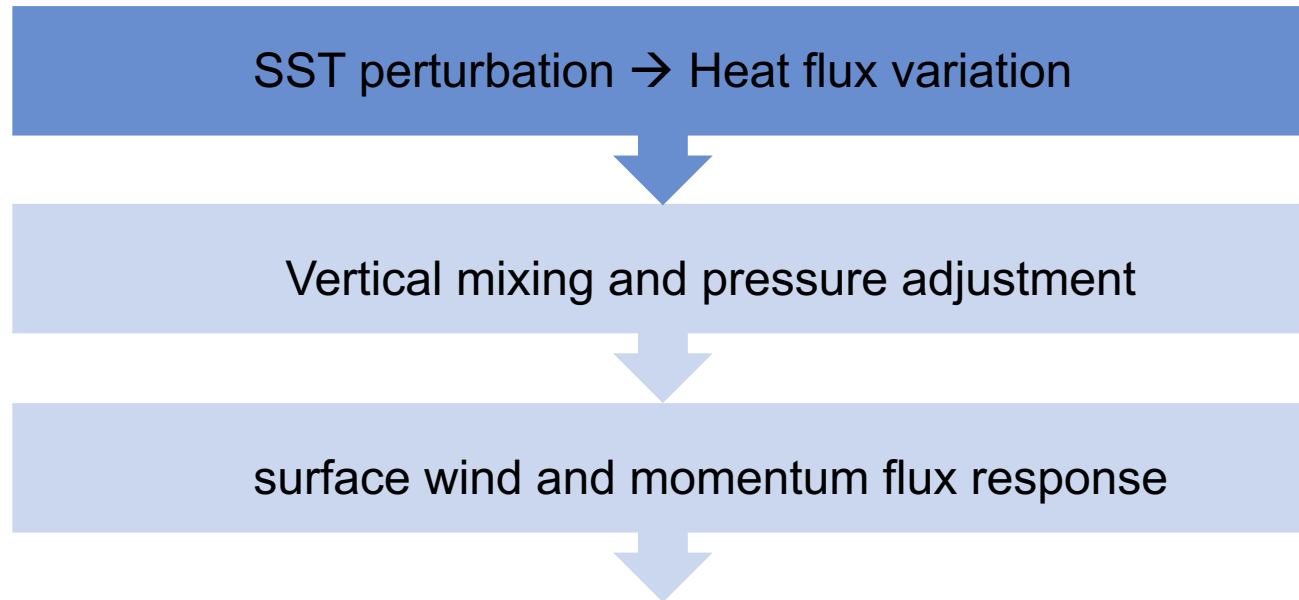 SST perturbation → Heat flux variation
Vertical mixing and pressure adjustment
surface wind and momentum flux response